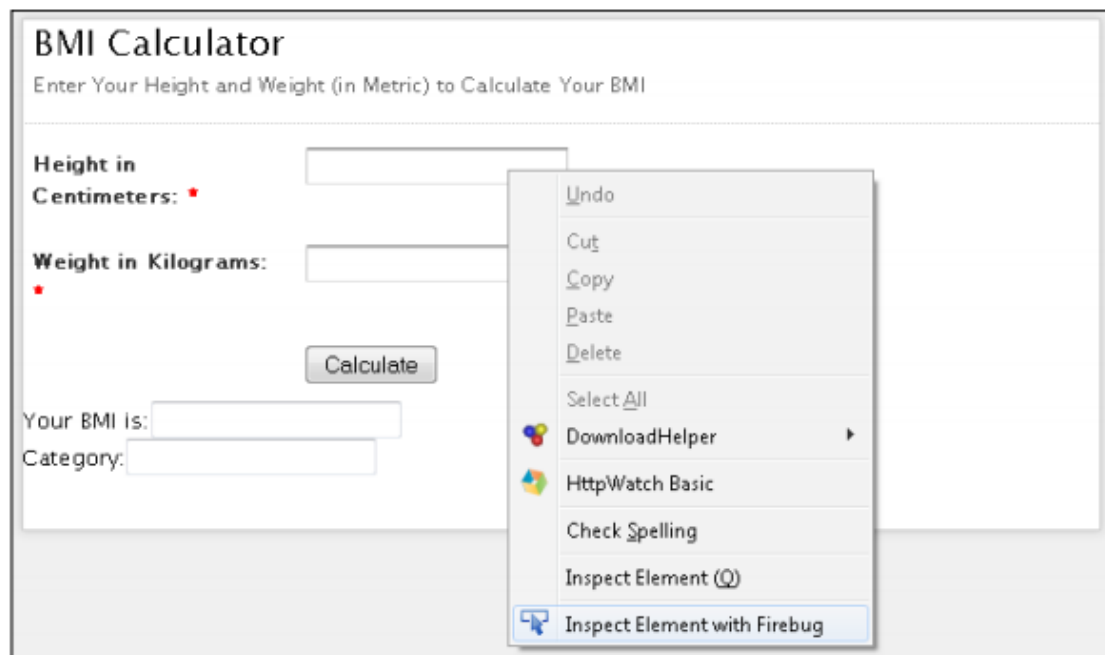 BMI Calculator
Enter Your Height and Weight (in Metric) to Calculate Your BMI
Height in
Centimeters: *
Weight in Kilograms:
*
Calculate
Your BMI is:
Category:
Undo
Cut
Copy
Paste
Delete
Select All
DownloadHelper
HttpWatch Basic
Check Spelling
Inspect Element (Q)
Inspect Element with Firebug